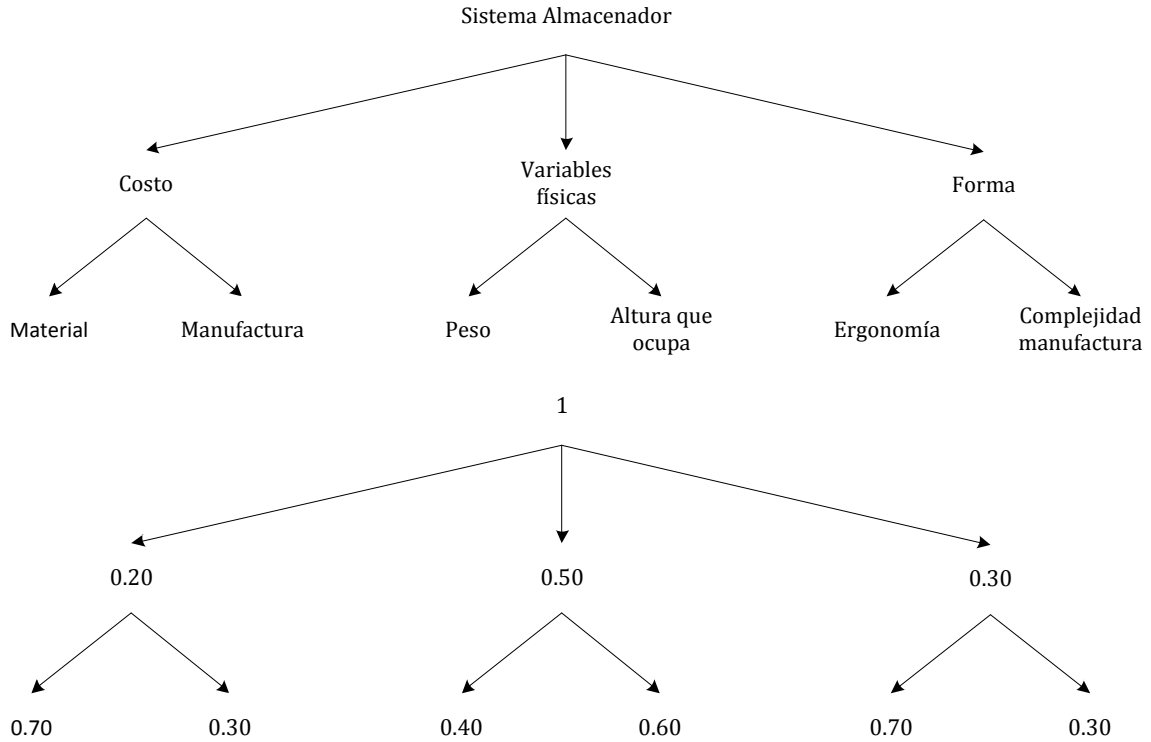 Sistema Almacenador
Costo
Variables
físicas
Forma
Material
Manufactura
Peso
Altura que
ocupa
Ergonomía
Complejidad
manufactura
1
0.20
0.50
0.30
0.70
0.30
0.40
0.60
0.70
0.30